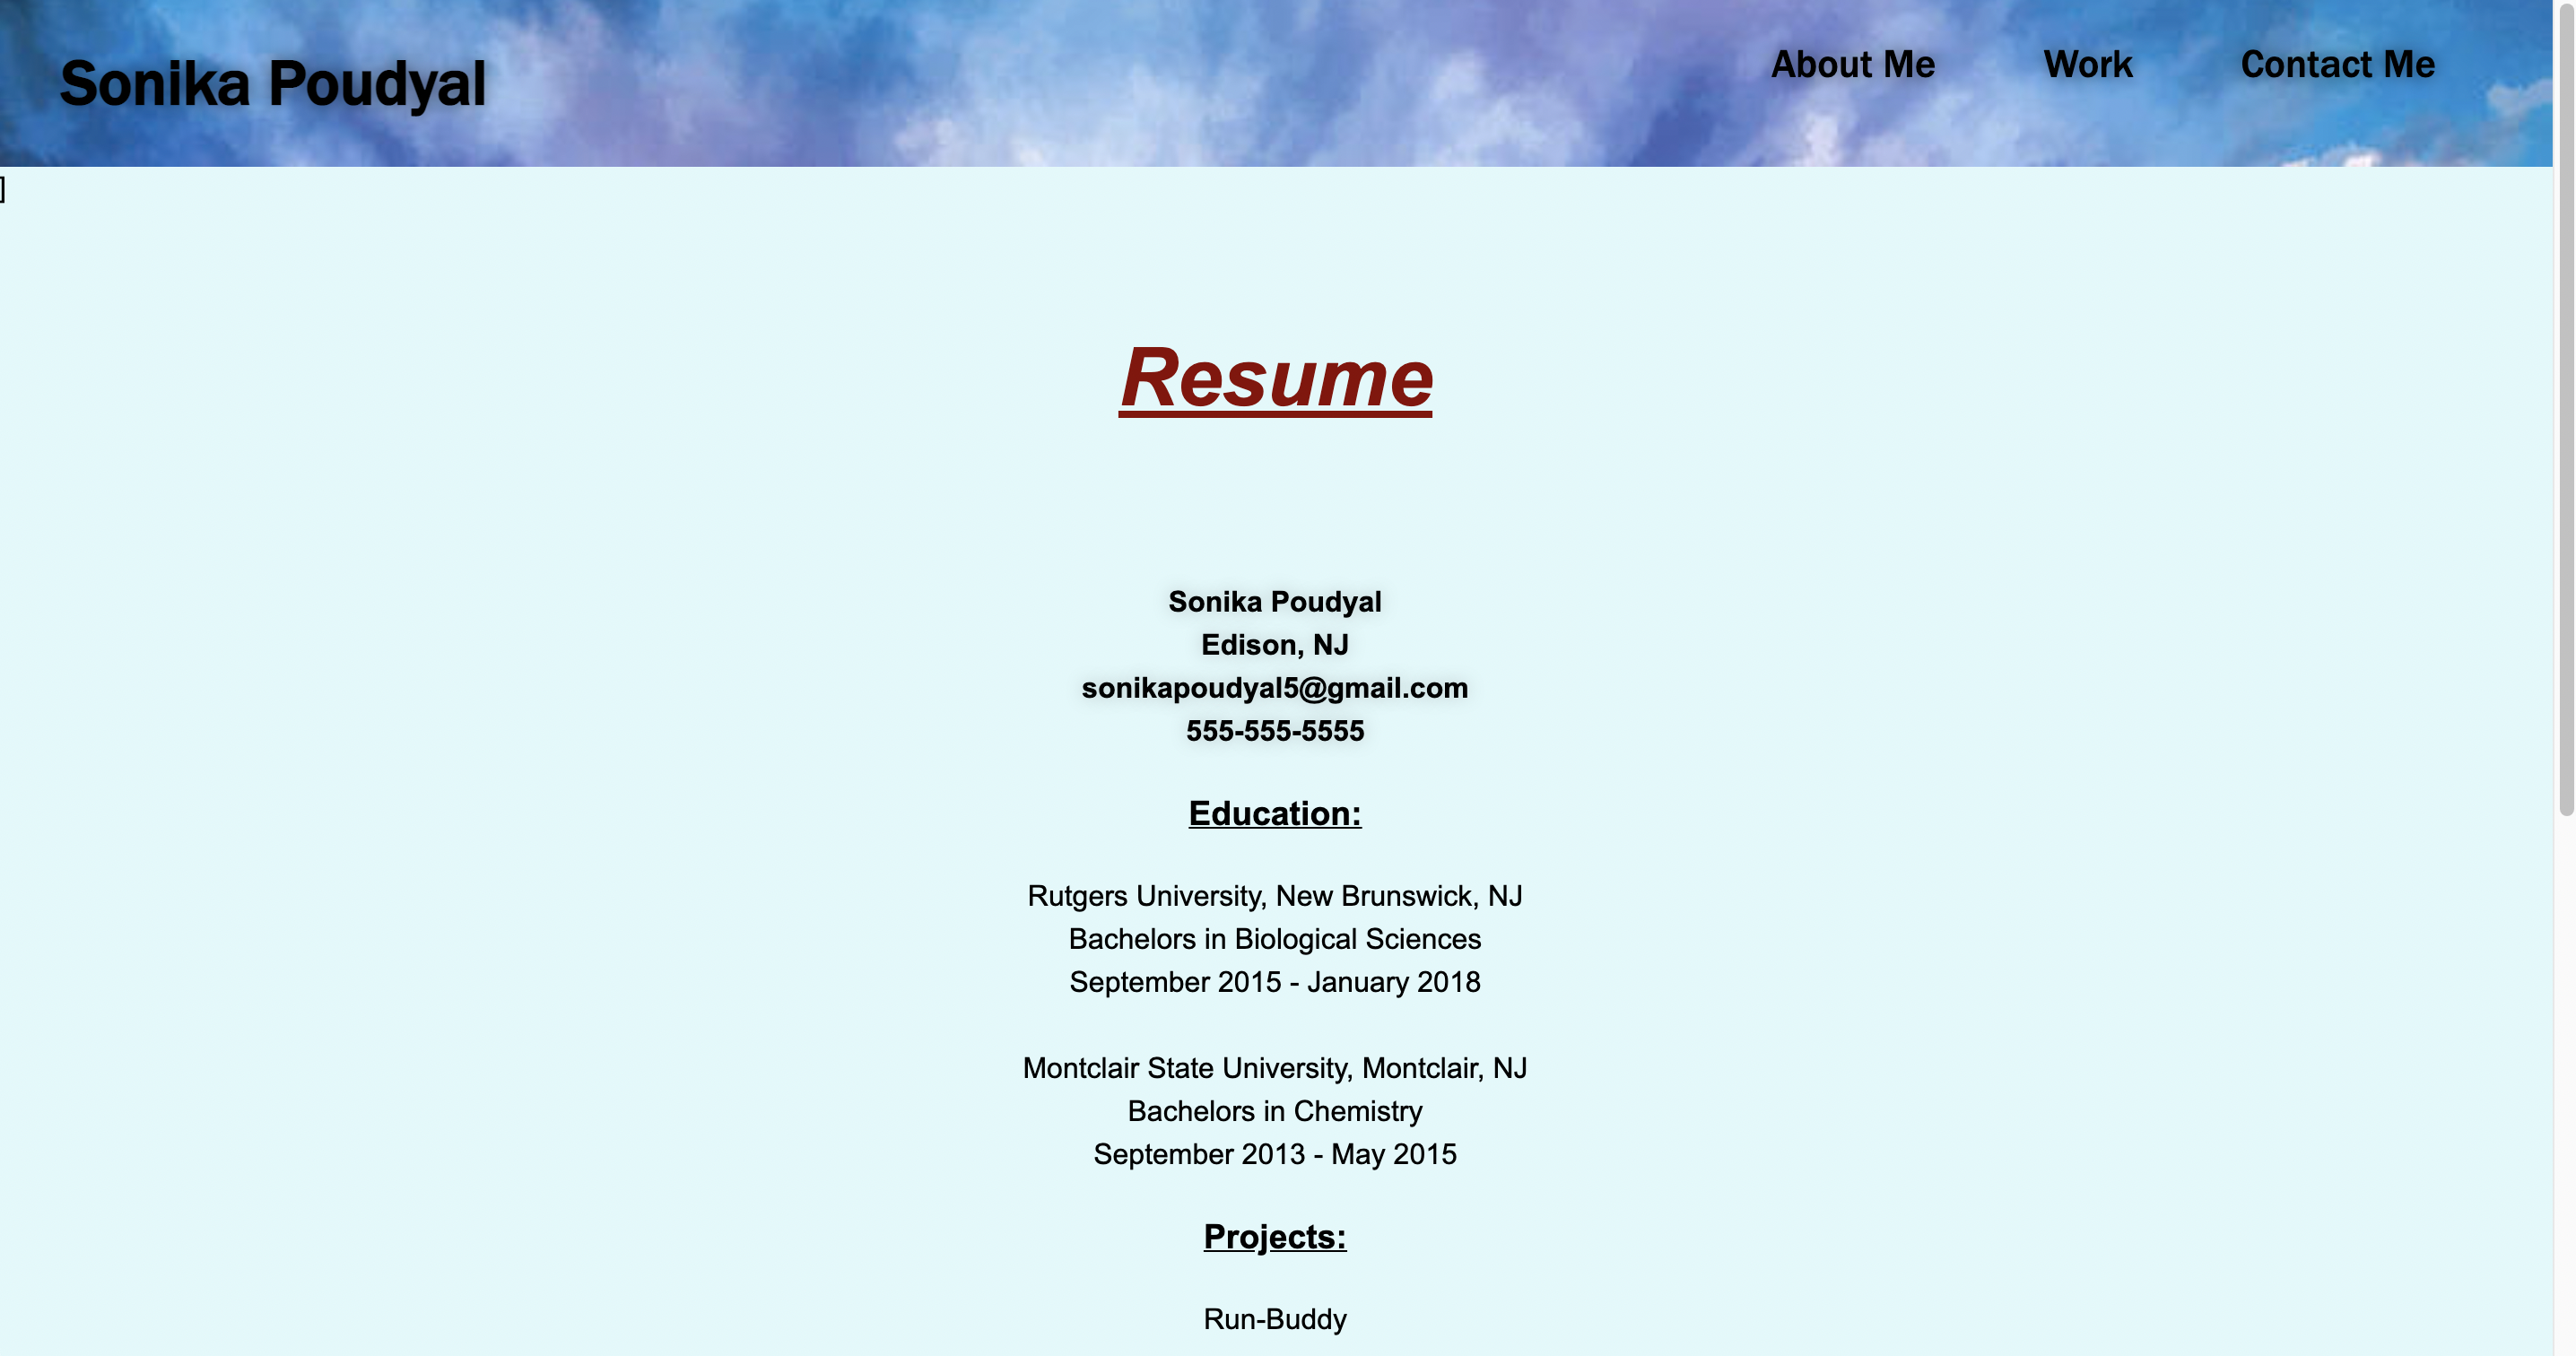 Sonika Poudyal
About Me Work Contact Me
]
Resume
Sonika Poudyal
Edison, NJ
sonikapoudyal5@gmail.com
555-555-5555
Education:
Rutgers University, New Brunswick, NJ
Bachelors in Biological Sciences
September 2015 - January 2018
Montclair State University, Montclair, NJ
Bachelors in Chemistry
September 2013 - May 2015
Projects:
Run-Buddy